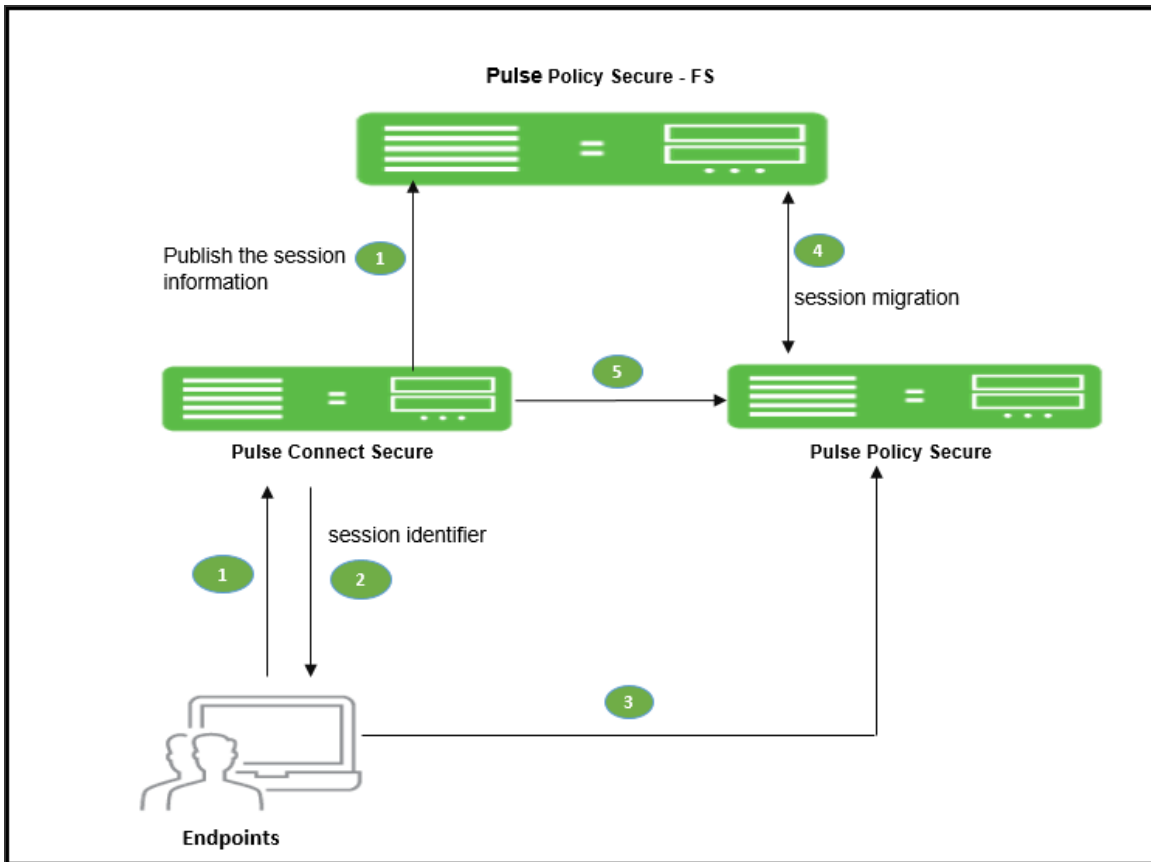 Pulse Policy Secure - FS
Publish the session
information
1
4
session migration
5
Pulse Connect Secure
Pulse Policy Secure
session identifier
1
2
3
Endpoints